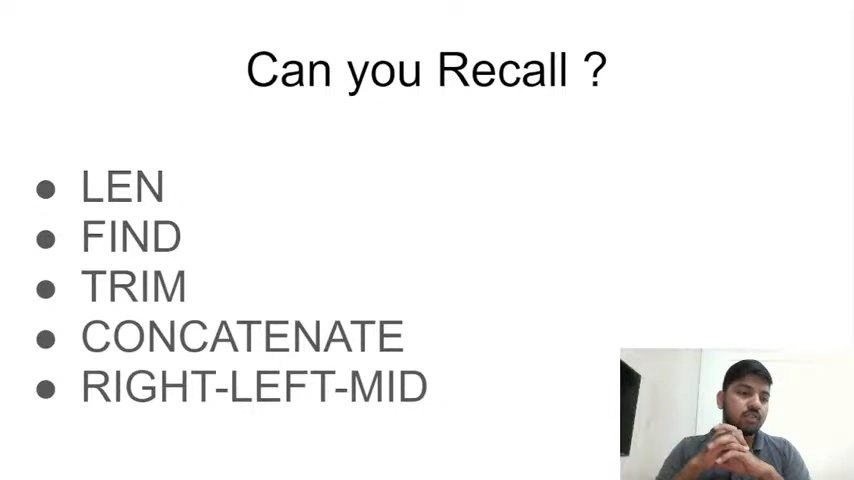 Can you Recall ?
● LEN
● FIND
● TRIM
● CONCATENATE
● RIGHT-LEFT-MID